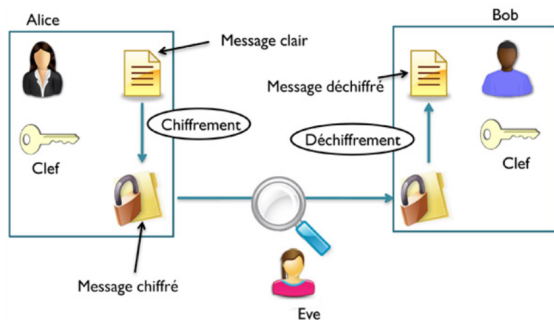 Alice
Bob
Message clair
Message déchiffré
Chiffrement
Déchiffrement
Clef
Clef
Message chiffré
Eve